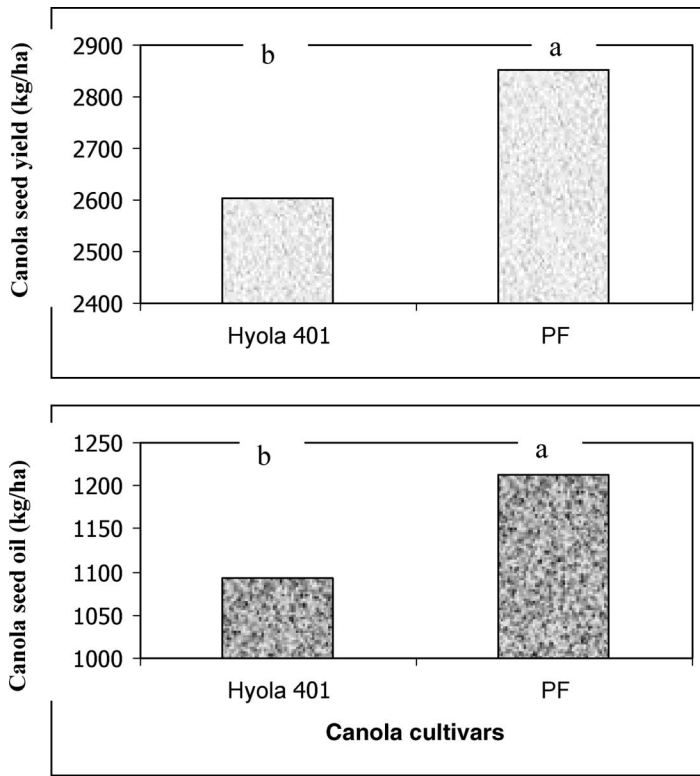 Canola seed yield (kg/ha)
2900
2800
2700
2600
2500
2400
b
a
Hyola 401
PF
Canola seed oil (kg/ha)
1250
1200
1150
1100
1050
1000
b
a
Hyola 401
PF
Canola cultivars